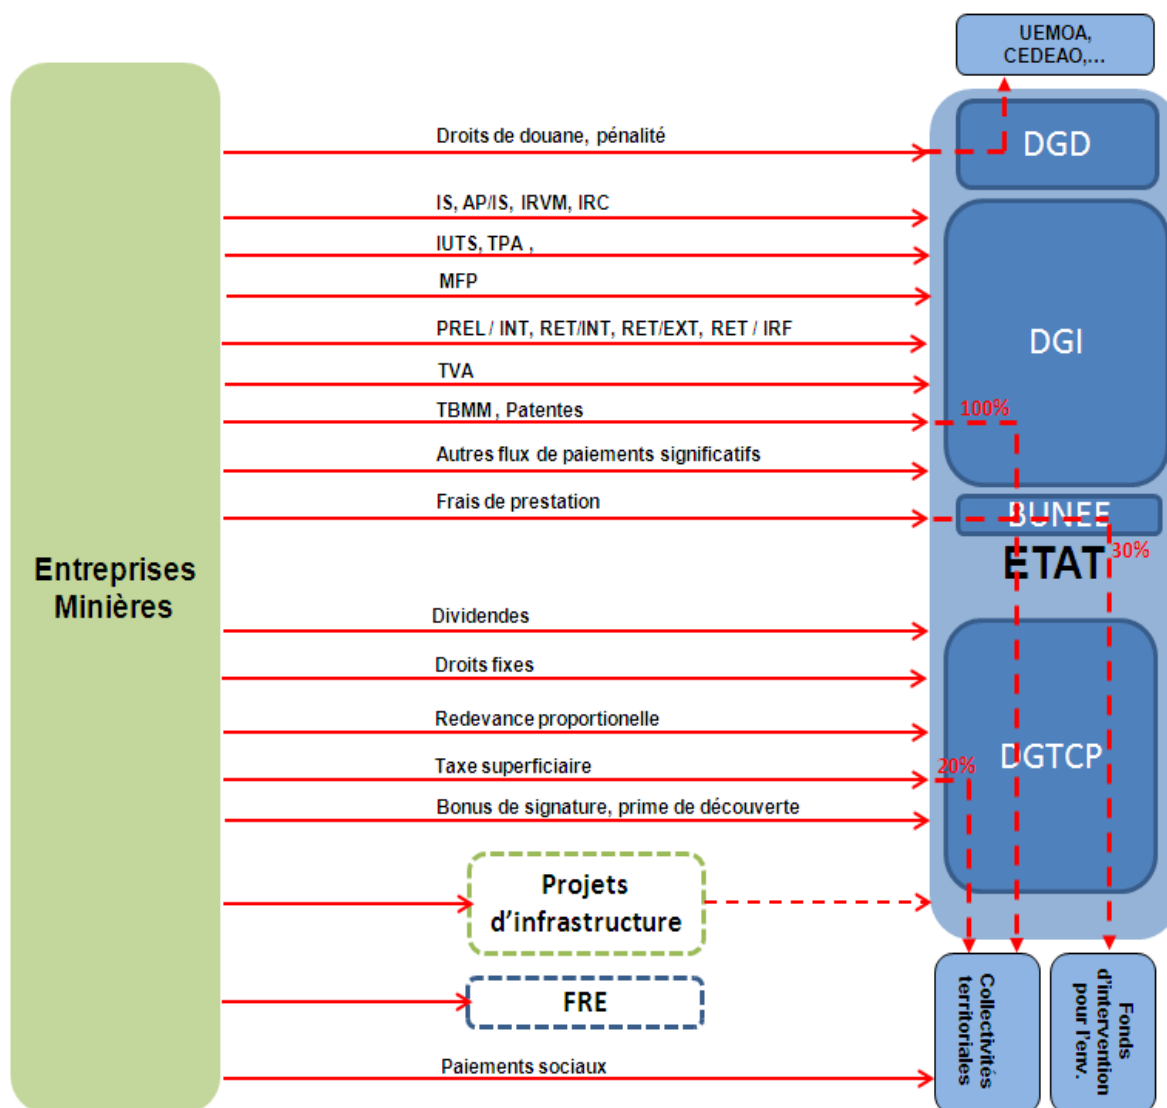 UEMOA,
CEDEAO,...
Droits de douane, pénalité
DGD
IS, AP/IS, IRVM, IRC
IUTS, TPA ,
MFP
PREL / INT, RET/INT, RET/EXT, RET / IRF
DGI
TVA
TBMM , Patentes
100%
Autres flux de paiements significatifs
Frais de prestation
BUNEE
30%
ETAT
Entreprises
Minières
Dividendes
Droits fixes
Redevance proportionelle
DGTCP
Taxe superficiaire
20%
Bonus de signature, prime de découverte
Projets
d'infrastructure
FRE
Collectivités
territoriales
Fonds
d'intervention
pour l'env.
Paiements sociaux